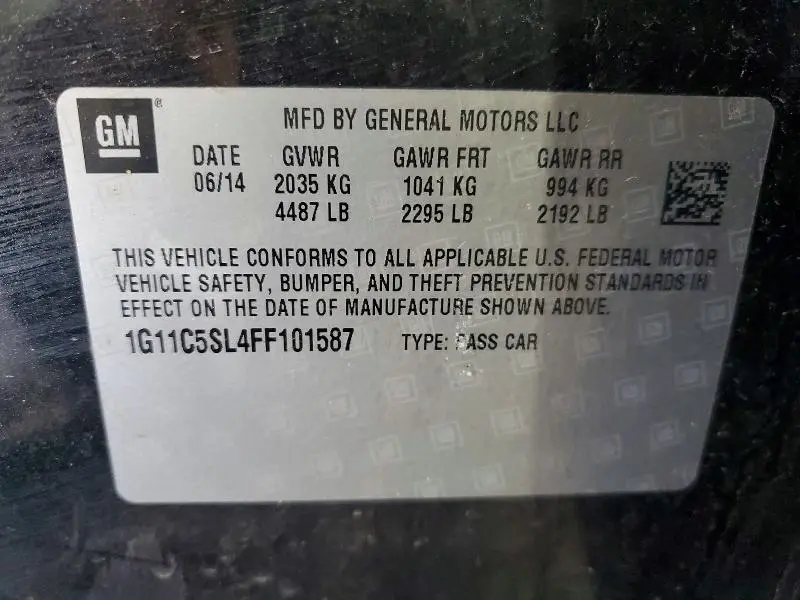 GM ® MFD BY GENERAL MOTORS LLC
DATE GVWR GAWR FRT GAWR RR
06/14 2035 KG 1041 KG 994 KG
4487 LB 2295 LB 2192 LB
THIS VEHICLE CONFORMS TO ALL APPLICABLE U.S. FEDERAL MOTOR
VEHICLE SAFETY, BUMPER, AND THEFT PREVENTION STANDARDS IN
EFFECT ON THE DATE OF MANUFACTURE SHOWN ABOVE.
1G11C5SL4FF101587 TYPE: PASS CAR